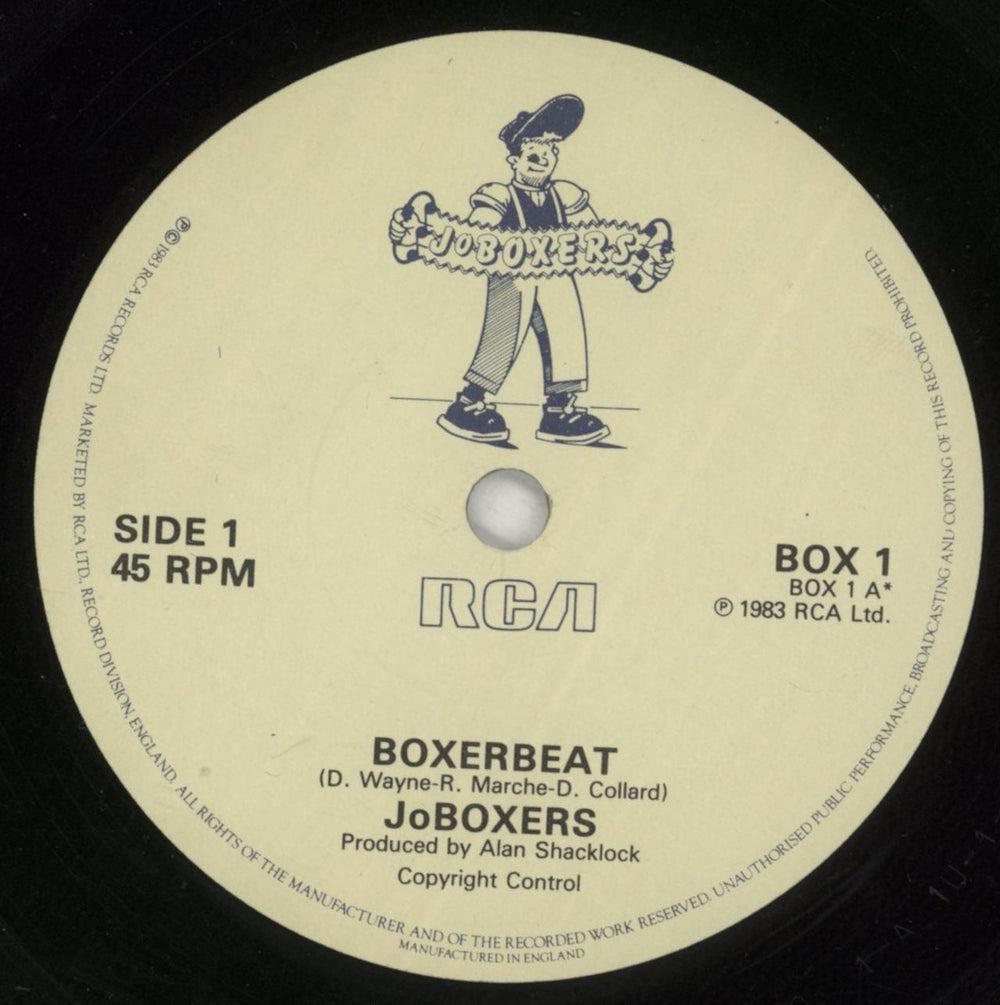 JOBOXERS
SIDE 1
45 RPM
BOX 1
BOX 1 A*
℗ 1983 RCA Ltd.
RCA
BOXERBEAT
(D. Wayne-R. Marche-D. Collard)
JoBOXERS
Produced by Alan Shacklock
Copyright Control
℗ © 1983 RCA RECORDS LTD. MARKETED BY RCA LTD., RECORD DIVISION, ENGLAND. ALL RIGHTS OF THE MANUFACTURER AND OF THE RECORDED WORK RESERVED. UNAUTHORISED PUBLIC PERFORMANCE, BROADCASTING AND COPYING OF THIS RECORD PROHIBITED.
MANUFACTURED IN ENGLAND